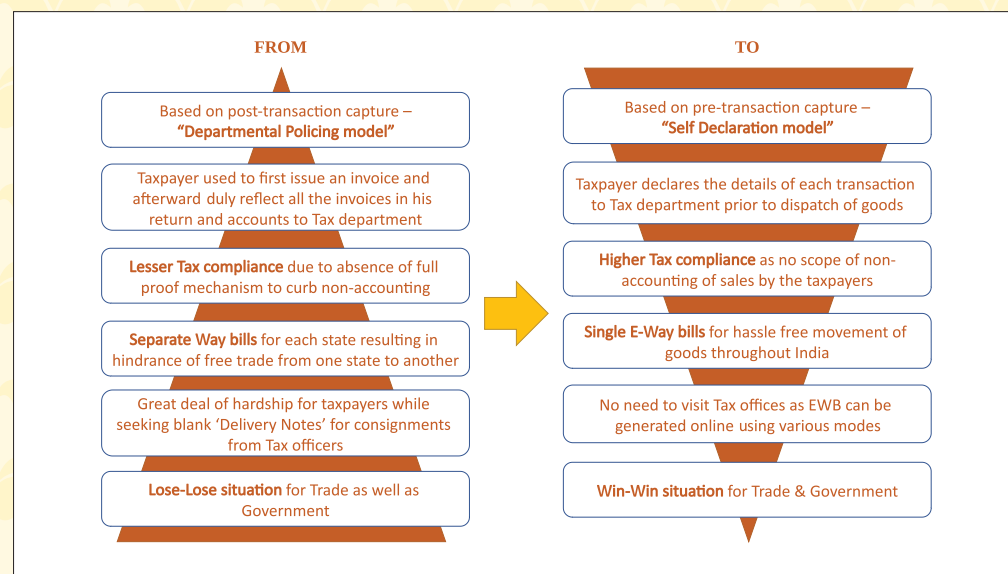 FROM
Based on post-transaction capture –
“Departmental Policing model”
Taxpayer used to first issue an invoice and
afterward duly reflect all the invoices in his
return and accounts to Tax department
Lesser Tax compliance due to absence of full
proof mechanism to curb non-accounting
Separate Way bills for each state resulting in
hindrance of free trade from one state to another
Great deal of hardship for taxpayers while
seeking blank ‘Delivery Notes’ for consignments
from Tax officers
Lose-Lose situation for Trade as well as
Government
TO
Based on pre-transaction capture –
“Self Declaration model”
Taxpayer declares the details of each transaction
to Tax department prior to dispatch of goods
Higher Tax compliance as no scope of non-
accounting of sales by the taxpayers
Single E-Way bills for hassle free movement of
goods throughout India
No need to visit Tax offices as EWB can be
generated online using various modes
Win-Win situation for Trade & Government